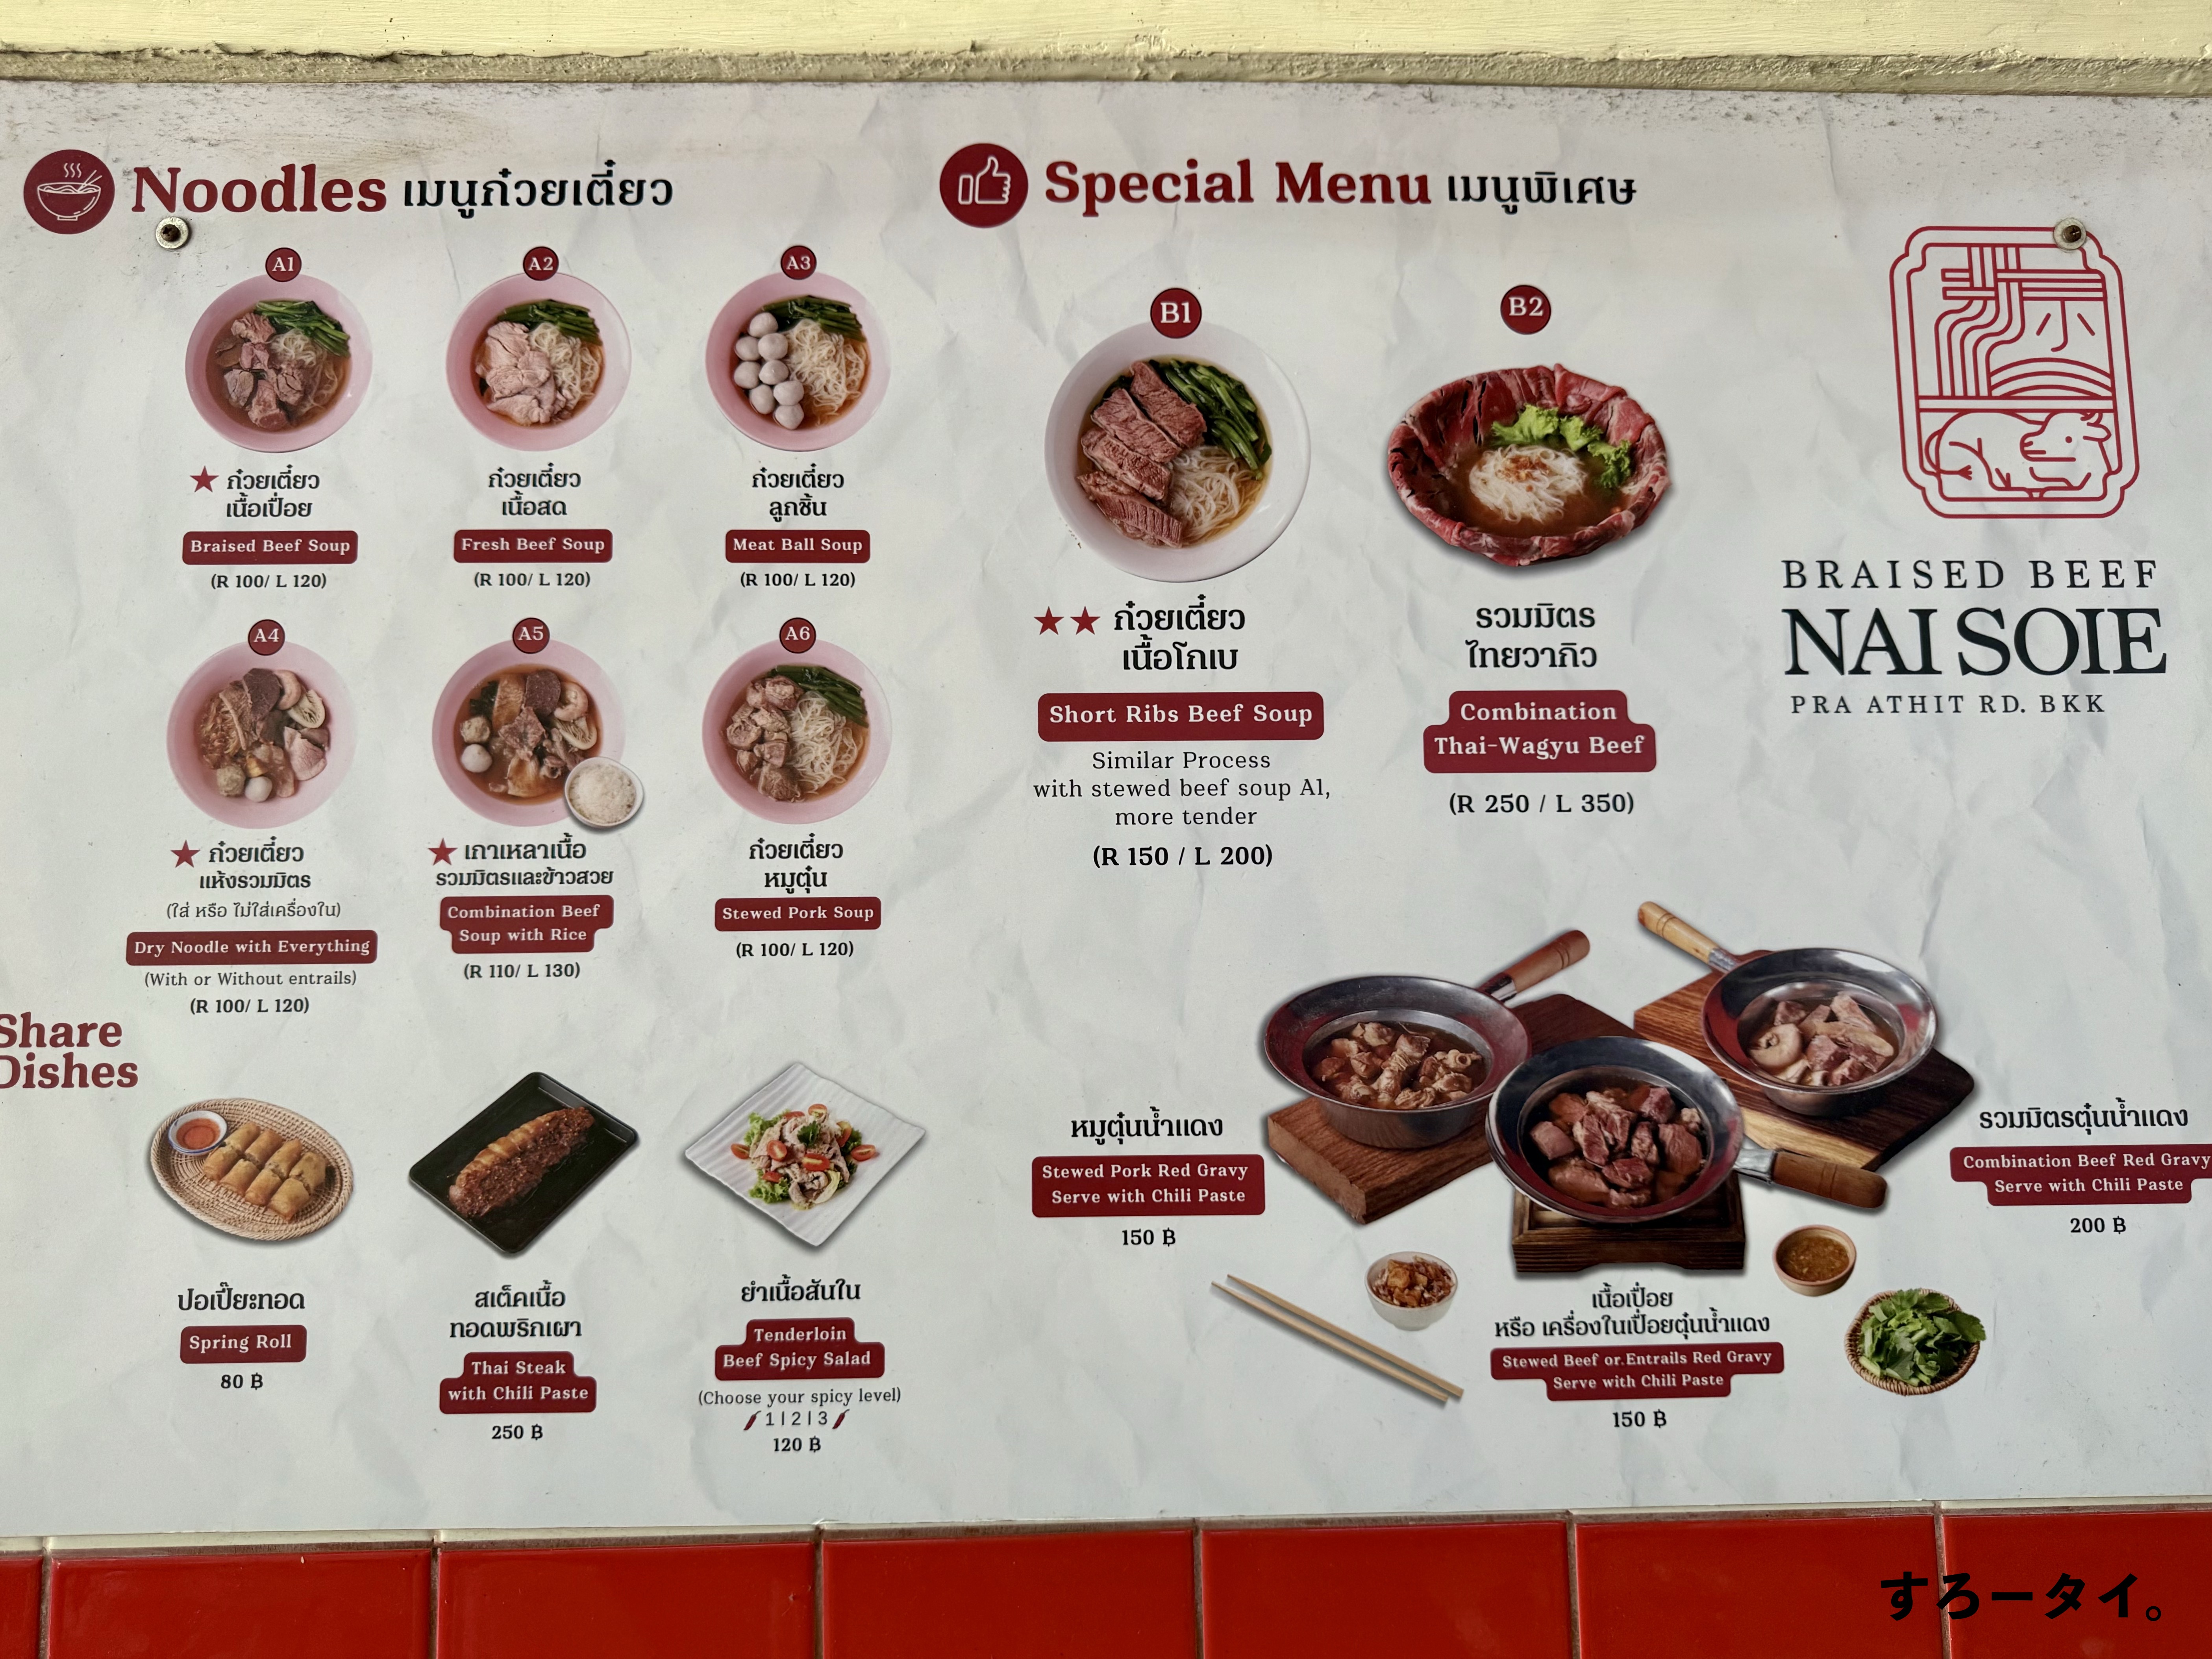 Noodles เมนูก๋วยเตี๋ยว
A1
★ ก๋วยเตี๋ยว
เนื้อเปื่อย
Braised Beef Soup
(R 100/ L 120)
A2
ก๋วยเตี๋ยว
เนื้อสด
Fresh Beef Soup
(R 100/ L 120)
A3
ก๋วยเตี๋ยว
ลูกชิ้น
Meat Ball Soup
(R 100/ L 120)
A4
★ ก๋วยเตี๋ยว
แห้งรวมมิตร
(ใส่ หรือ ไม่ใส่เครื่องใน)
Dry Noodle with Everything
(With or Without entrails)
(R 100/ L 120)
A5
★ เกาเหลาเนื้อ
รวมมิตรและข้าวสวย
Combination Beef
Soup with Rice
(R 110/ L 130)
A6
ก๋วยเตี๋ยว
หมูตุ๋น
Stewed Pork Soup
(R 100/ L 120)
Share
Dishes
ปอเปี๊ยะทอด
Spring Roll
80 ฿
สเต็คเนื้อ
ทอดพริกเผา
Thai Steak
with Chili Paste
250 ฿
ยำเนื้อสันใน
Tenderloin
Beef Spicy Salad
(Choose your spicy level)
1 | 2 | 3
120 ฿
Special Menu เมนูพิเศษ
B1
★★ ก๋วยเตี๋ยว
เนื้อโกเบ
Short Ribs Beef Soup
Similar Process
with stewed beef soup A1,
more tender
(R 150 / L 200)
B2
รวมมิตร
ไทยวากิว
Combination
Thai-Wagyu Beef
(R 250 / L 350)
BRAISED BEEF
NAI SOIE
PRA ATHIT RD. BKK
หมูตุ๋นน้ำแดง
Stewed Pork Red Gravy
Serve with Chili Paste
150 ฿
เนื้อเปื่อย
หรือ เครื่องในเปื่อยตุ๋นน้ำแดง
Stewed Beef or Entrails Red Gravy
Serve with Chili Paste
150 ฿
รวมมิตรตุ๋นน้ำแดง
Combination Beef Red Gravy
Serve with Chili Paste
200 ฿
すろータイ。